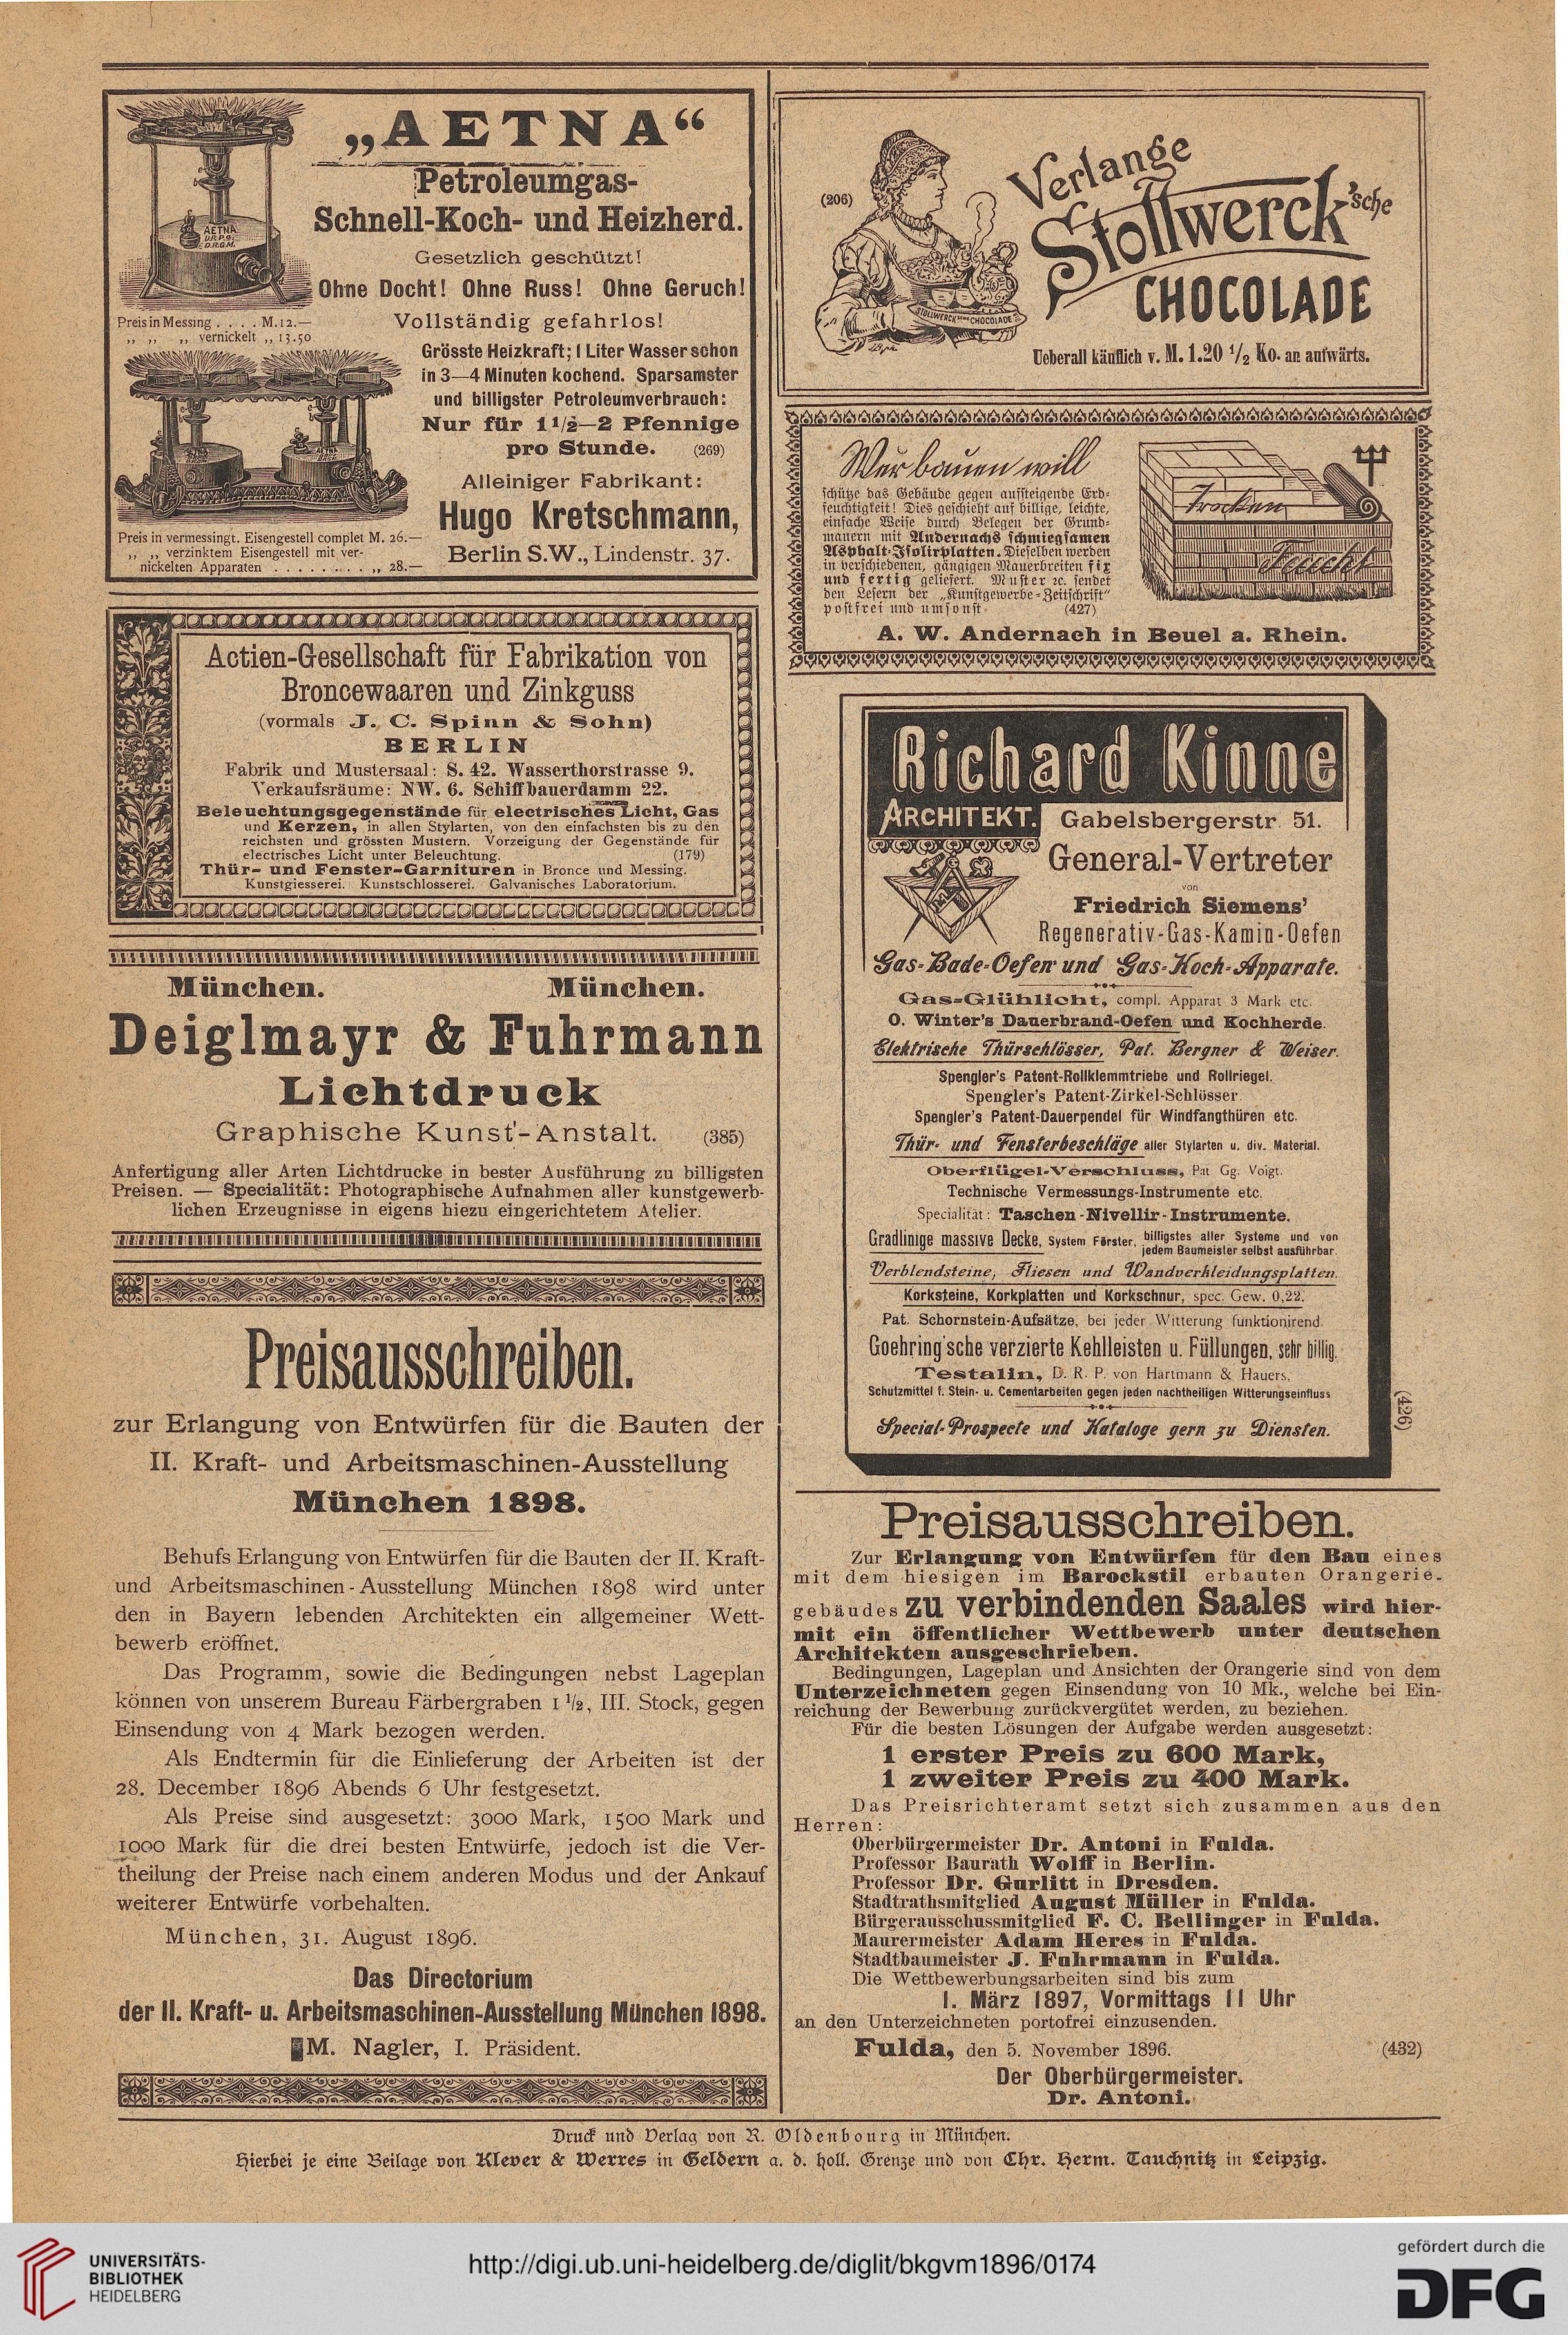 „AETNA“
Petroleumgas-
Schnell-Koch- und Heizherd.
Gesetzlich geschützt!
Ohne Docht! Ohne Russ! Ohne Geruch!
Vollständig gefahrlos!
AETNA
D.R.P.
D.R.G.M.
Preis in Messing . . . . M. 12.—
„ „ „ vernickelt „ 13.50
Grösste Heizkraft; 1 Liter Wasser schon
in 3—4 Minuten kochend. Sparsamster
und billigster Petroleumverbrauch:
Nur für 1½—2 Pfennige
pro Stunde. (269)
Alleiniger Fabrikant:
Hugo Kretschmann,
Berlin S.W., Lindenstr. 37.
Preis in vermessingt. Eisengestell complet M. 26.—
„ „ verzinktem Eisengestell mit ver-
nickelten Apparaten . . . . . . . . . „ 28.—
Actien-Gesellschaft für Fabrikation von
Broncewaaren und Zinkguss
(vormals J. C. Spinn & Sohn)
BERLIN
Fabrik und Mustersaal: S. 42. Wasserthorstrasse 9.
Verkaufsräume: NW. 6. Schiffbauerdamm 22.
Beleuchtungsgegenstände für electrisches Licht, Gas
und Kerzen, in allen Stylarten, von den einfachsten bis zu den
reichsten und grössten Mustern. Vorzeigung der Gegenstände für
electrisches Licht unter Beleuchtung. (179)
Thür- und Fenster-Garnituren in Bronce und Messing.
Kunstgiesserei. Kunstschlosserei. Galvanisches Laboratorium.
München. München.
Deiglmayr & Fuhrmann
Lichtdruck
Graphische Kunst-Anstalt. (385)
Anfertigung aller Arten Lichtdrucke in bester Ausführung zu billigsten
Preisen. — Specialität: Photographische Aufnahmen aller kunstgewerb-
lichen Erzeugnisse in eigens hiezu eingerichtetem Atelier.
Preisausschreiben.
zur Erlangung von Entwürfen für die Bauten der
II. Kraft- und Arbeitsmaschinen-Ausstellung
München 1898.
Behufs Erlangung von Entwürfen für die Bauten der II. Kraft-
und Arbeitsmaschinen-Ausstellung München 1898 wird unter
den in Bayern lebenden Architekten ein allgemeiner Wett-
bewerb eröffnet.
Das Programm, sowie die Bedingungen nebst Lageplan
können von unserem Bureau Färbergraben 1½, III. Stock, gegen
Einsendung von 4 Mark bezogen werden.
Als Endtermin für die Einlieferung der Arbeiten ist der
28. December 1896 Abends 6 Uhr festgesetzt.
Als Preise sind ausgesetzt: 3000 Mark, 1500 Mark und
1000 Mark für die drei besten Entwürfe, jedoch ist die Ver-
theilung der Preise nach einem anderen Modus und der Ankauf
weiterer Entwürfe vorbehalten.
München, 31. August 1896.
Das Directorium
der II. Kraft- u. Arbeitsmaschinen-Ausstellung München 1898.
M. Nagler, I. Präsident.
(206)
Verlange
Stollwerck'sche
CHOCOLADE
STOLLWERCK'SCHE CHOCOLADE
Ueberall käuflich v. M. 1.20 ½ Ko. an aufwärts.
Wer bauen will
schütze das Gebäude gegen aufsteigende Erd-
feuchtigkeit! Dies geschieht auf billige, leichte,
einfache Weise durch Belegen der Grund-
mauern mit Andernachs schmiegsamen
Asphalt-Isolirplatten. Dieselben werden
in verschiedenen, gängigen Mauerbreiten fix
und fertig geliefert. Muster ꝛc. sendet
den Lesern der „Kunstgewerbe-Zeitschrift“
postfrei und umsonst (427)
Trocken
Feucht
A. W. Andernach in Beuel a. Rhein.
Richard Kinne
ARCHITEKT. Gabelsbergerstr. 51.
General-Vertreter
von
Friedrich Siemens'
Regenerativ-Gas-Kamin-Oefen
Gas-Bade-Oefen und Gas-Koch-Apparate.
Gas-Glühlicht, compl. Apparat 3 Mark etc.
O. Winter's Dauerbrand-Oefen und Kochherde.
Elektrische Thürschlösser, Pat. Bergner & Weiser.
Spengler's Patent-Rollklemmtriebe und Rollriegel.
Spengler's Patent-Zirkel-Schlösser.
Spengler's Patent-Dauerpendel für Windfangthüren etc.
Thür- und Fensterbeschläge aller Stylarten u. div. Material.
Oberflügel-Verschluss, Pat. Gg. Voigt.
Technische Vermessungs-Instrumente etc.
Specialität: Taschen-Nivellir-Instrumente.
Gradlinige massive Decke, System Förster, billigstes aller Systeme und von
jedem Baumeister selbst ausführbar.
Verblendsteine, Fliesen und Wandverkleidungsplatten.
Korksteine, Korkplatten und Korkschnur, spec. Gew. 0,22.
Pat. Schornstein-Aufsätze, bei jeder Witterung funktionirend.
Goehring'sche verzierte Kehlleisten u. Füllungen, sehr billig.
Testalin, D. R. P. von Hartmann & Hauers.
Schutzmittel f. Stein- u. Cementarbeiten gegen jeden nachtheiligen Witterungseinfluss
Special-Prospecte und Kataloge gern zu Diensten.
(426)
Preisausschreiben.
Zur Erlangung von Entwürfen für den Bau eines
mit dem hiesigen im Barockstil erbauten Orangerie-
gebäudes zu verbindenden Saales wird hier-
mit ein öffentlicher Wettbewerb unter deutschen
Architekten ausgeschrieben.
Bedingungen, Lageplan und Ansichten der Orangerie sind von dem
Unterzeichneten gegen Einsendung von 10 Mk., welche bei Ein-
reichung der Bewerbung zurückvergütet werden, zu beziehen.
Für die besten Lösungen der Aufgabe werden ausgesetzt:
1 erster Preis zu 600 Mark,
1 zweiter Preis zu 400 Mark.
Das Preisrichteramt setzt sich zusammen aus den
Herren:
Oberbürgermeister Dr. Antoni in Fulda.
Professor Baurath Wolff in Berlin.
Professor Dr. Gurlitt in Dresden.
Stadtrathsmitglied August Müller in Fulda.
Bürgerausschussmitglied F. C. Bellinger in Fulda.
Maurermeister Adam Heres in Fulda.
Stadtbaumeister J. Fuhrmann in Fulda.
Die Wettbewerbungsarbeiten sind bis zum
1. März 1897, Vormittags 11 Uhr
an den Unterzeichneten portofrei einzusenden.
Fulda, den 5. November 1896. (432)
Der Oberbürgermeister.
Dr. Antoni.
Druck und Verlag von R. Oldenbourg in München.
Hierbei je eine Beilage von Klever & Werres in Geldern a. d. holl. Grenze und von Chr. Herm. Tauchnitz in Leipzig.
UNIVERSITÄTS-
BIBLIOTHEK
HEIDELBERG
http://digi.ub.uni-heidelberg.de/diglit/bkgvm1896/0174
gefördert durch die
DFG